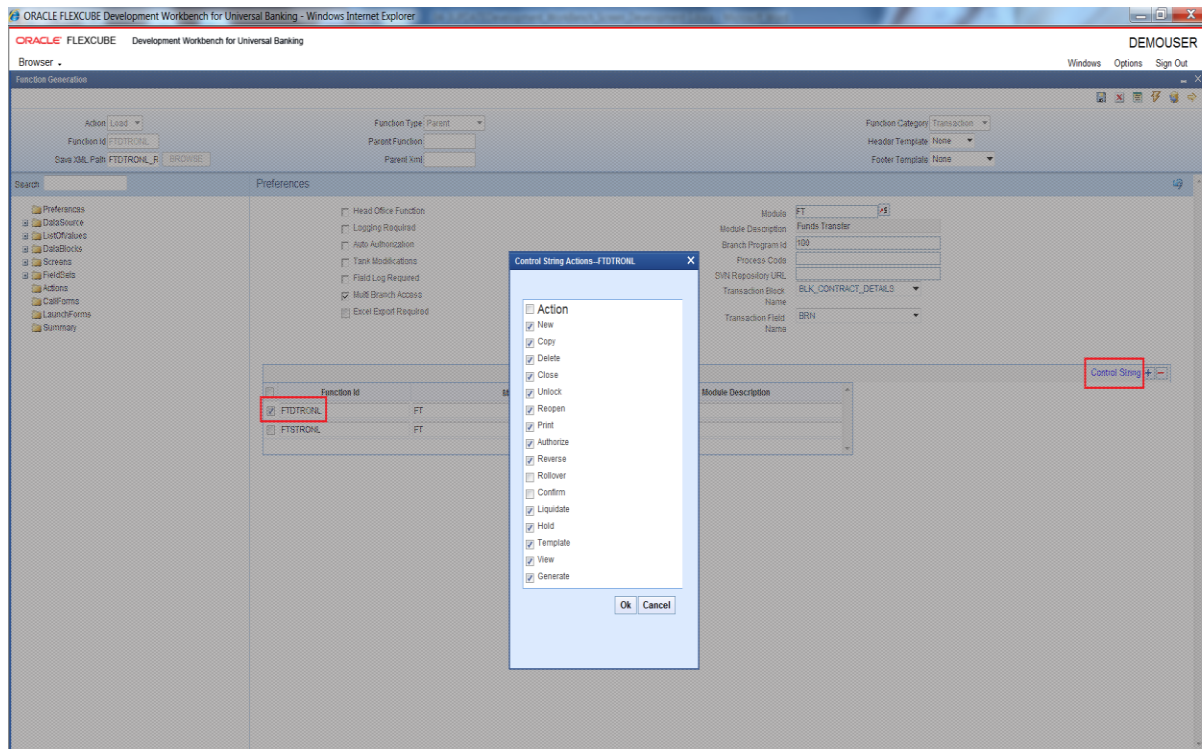 ORACLE FLEXCUBE Development Workbench for Universal Banking - Windows Internet Explorer
ORACLE FLEXCUBE Development Workbench for Universal Banking
DEMOUSER
Browser
Windows Options Sign Out
Function Generation
Action Load
Function Type Parent
Function Category Transaction
Function Id FTDTRONL
Parent Function
Header Template None
Save XML Path FTDTRONL_R BROWSE
Parent Xml
Footer Template None
Search
Preferences
Preferences
DataSource
ListOfValues
DataBlocks
Screens
FieldSets
Actions
CallForms
LaunchForms
Summary
Head Office Function
Logging Required
Auto Authorization
Tank Modifications
Field Log Required
Multi Branch Access
Excel Export Required
Module FT
Module Description Funds Transfer
Branch Program Id 100
Process Code
SVN Repository URL
Transaction Block Name BLK_CONTRACT_DETAILS
Transaction Field Name BRN
Control String + -
Function Id
Module Description
FTDTRONL FT
FTSTRONL FT
Control String Actions--FTDTRONL X
Action
New
Copy
Delete
Close
Unlock
Reopen
Print
Authorize
Reverse
Rollover
Confirm
Liquidate
Hold
Template
View
Generate
Ok Cancel